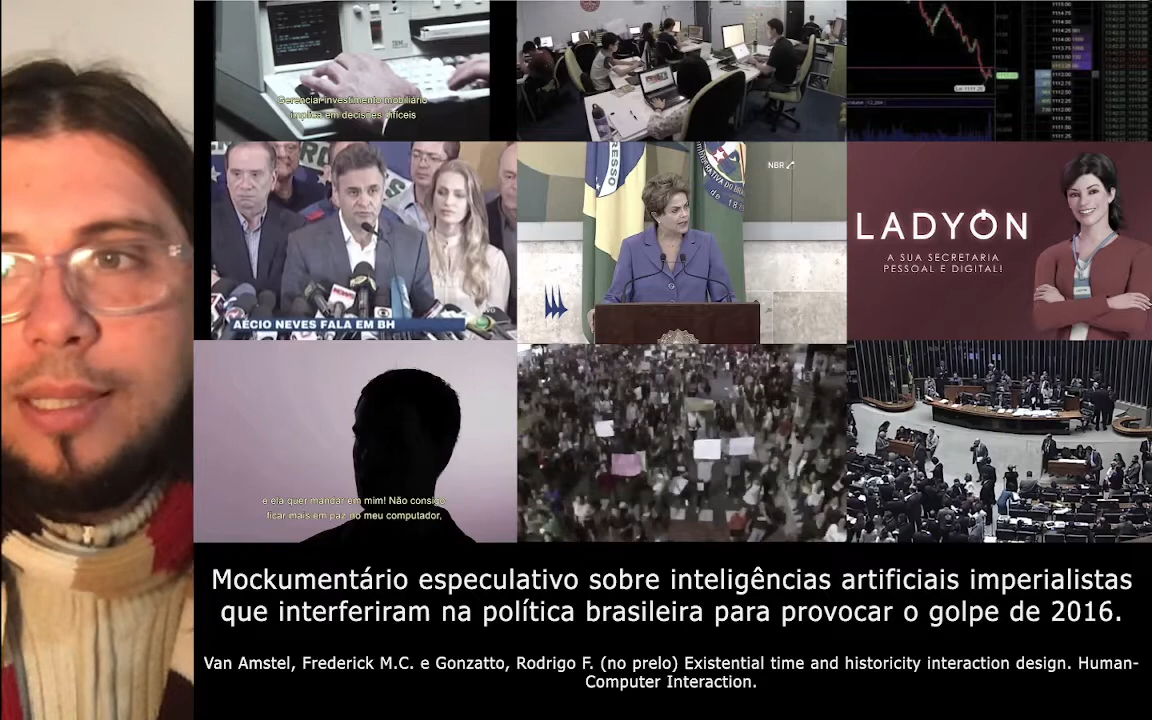 Gerenciar investimento mobiliário
implica em decisões difíceis
NBR
LADYON
A SUA SECRETARIA
PESSOAL E DIGITAL!
AÉCIO NEVES FALA EM BH
e ela quer mandar em mim! Não consigo
ficar mais em paz no meu computador,
Mockumentário especulativo sobre inteligências artificiais imperialistas
que interferiram na política brasileira para provocar o golpe de 2016.
Van Amstel, Frederick M.C. e Gonzatto, Rodrigo F. (no prelo) Existential time and historicity interaction design. Human-
Computer Interaction.